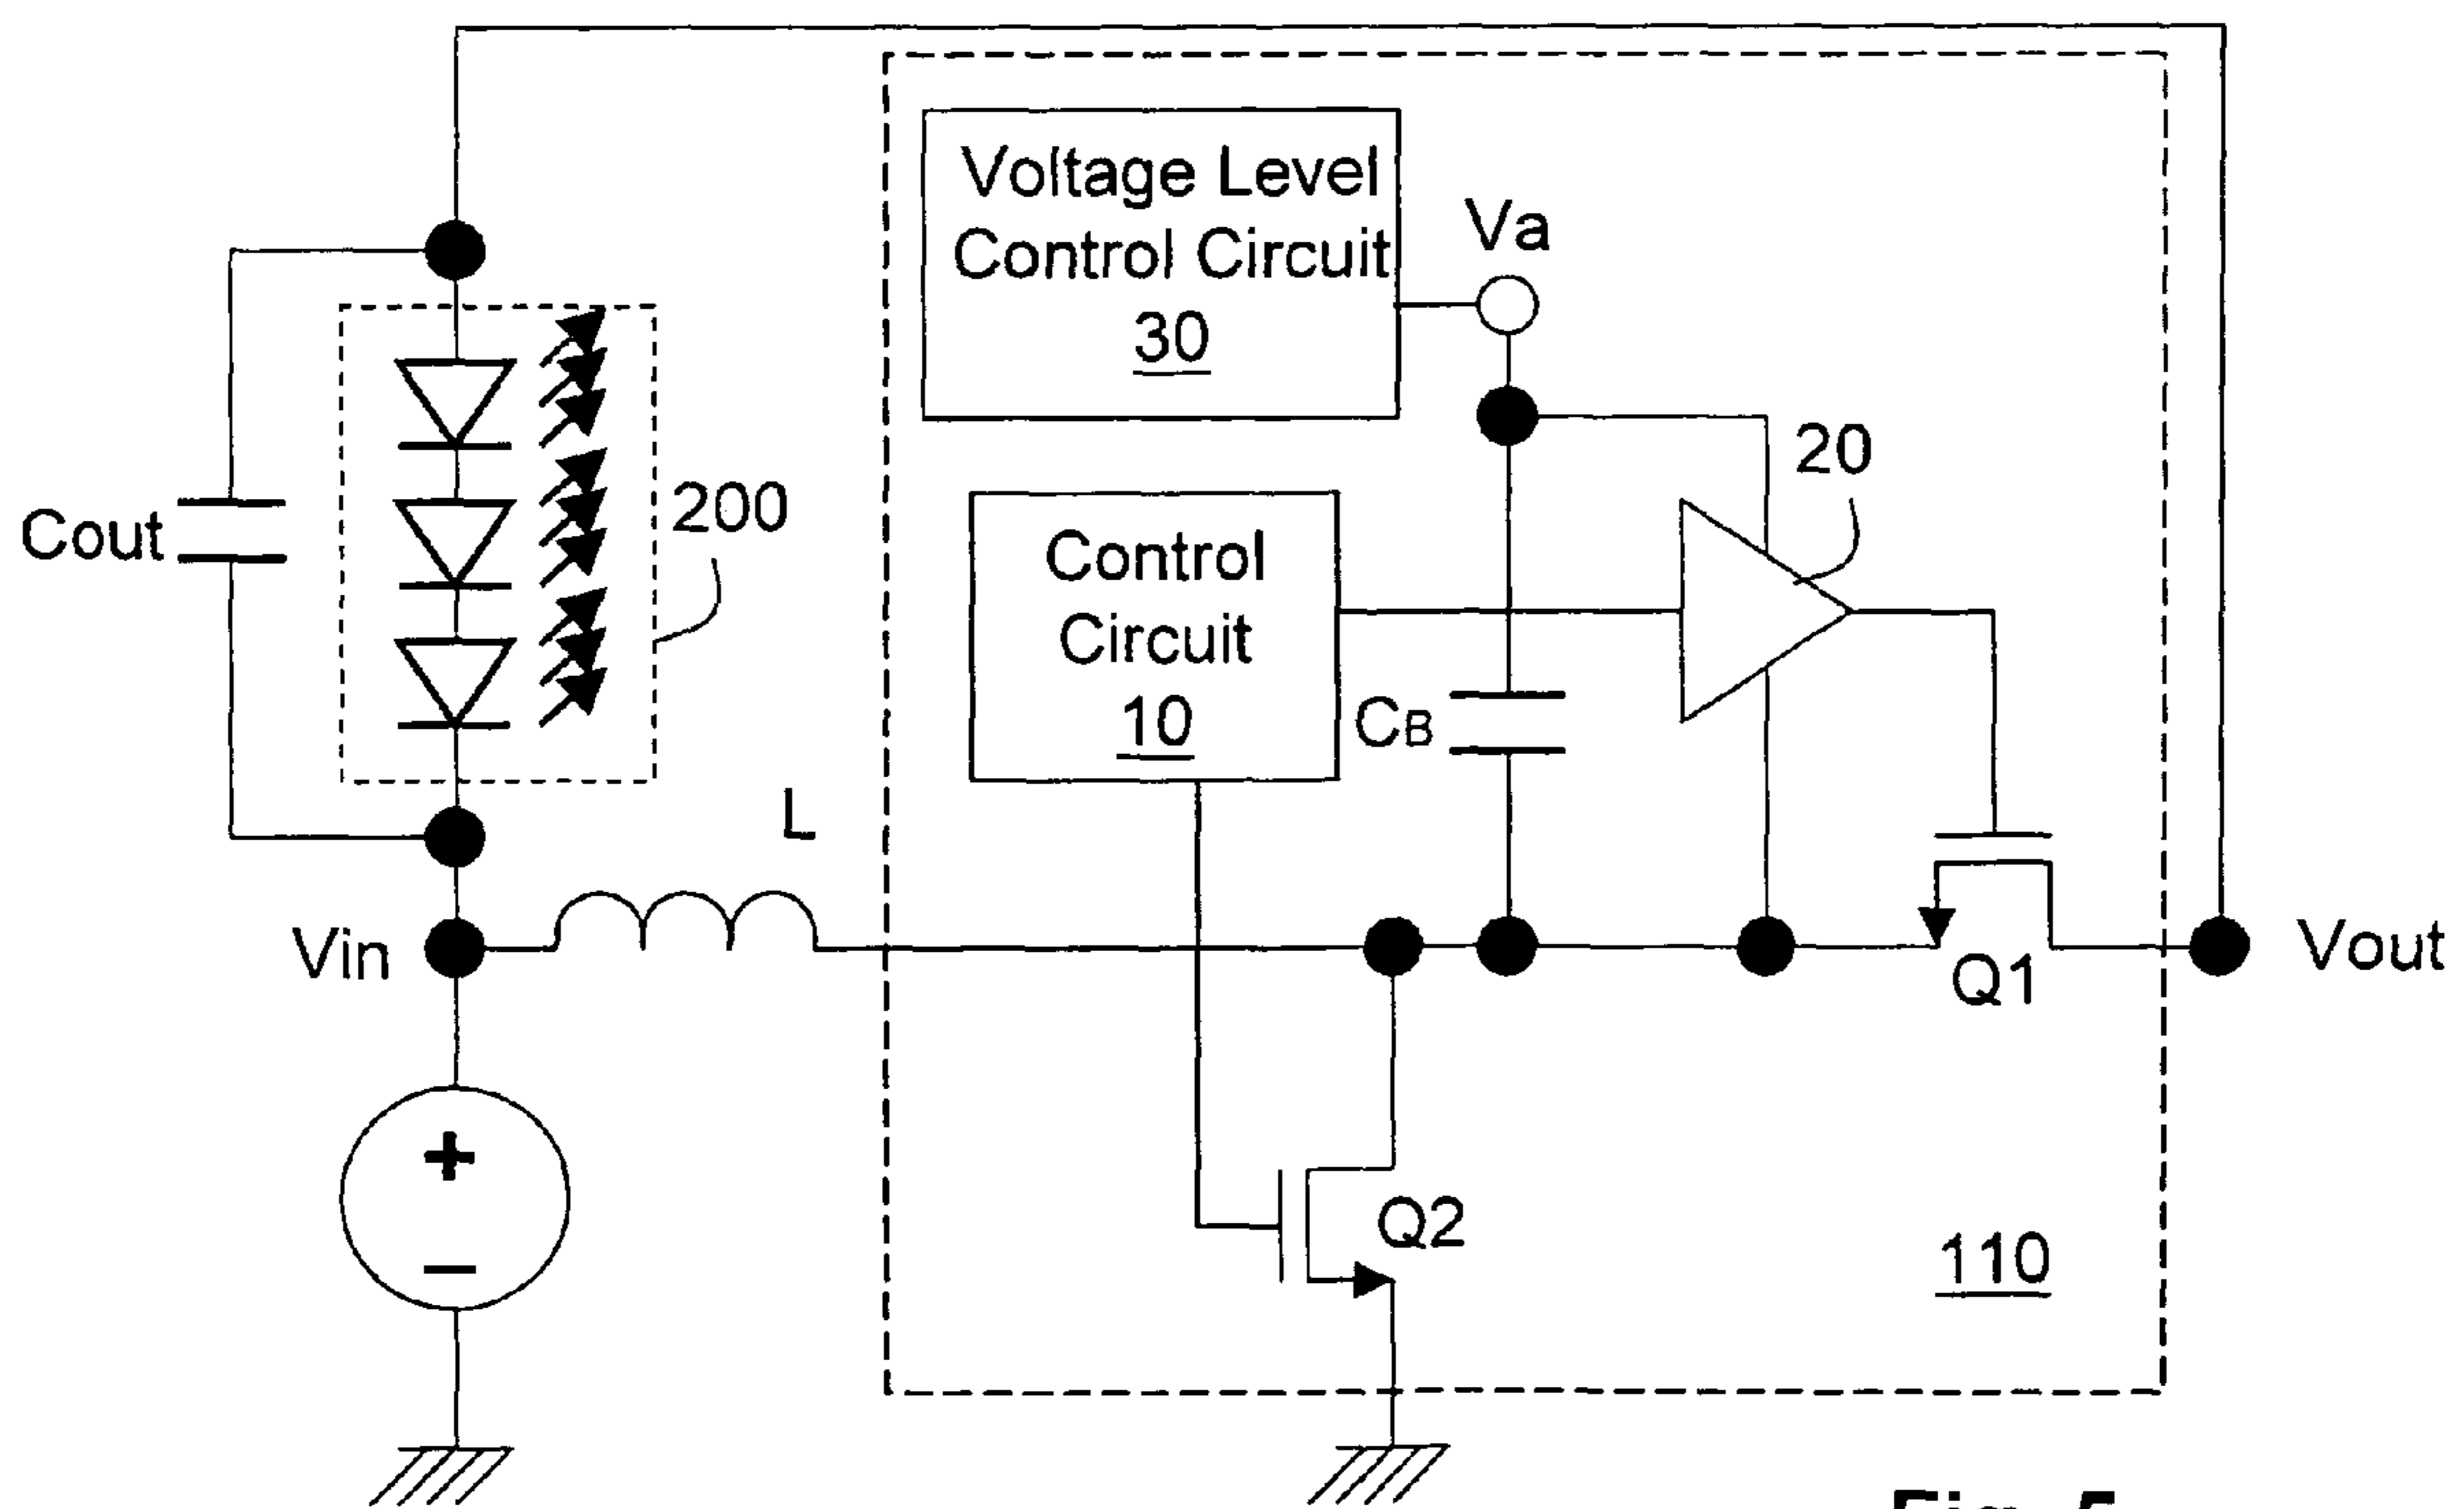 Voltage Level
Control Circuit
30
Va
20
200
Cout
Control
Circuit
10
CB
L
Vin
Q1
Vout
+
−
Q2
110